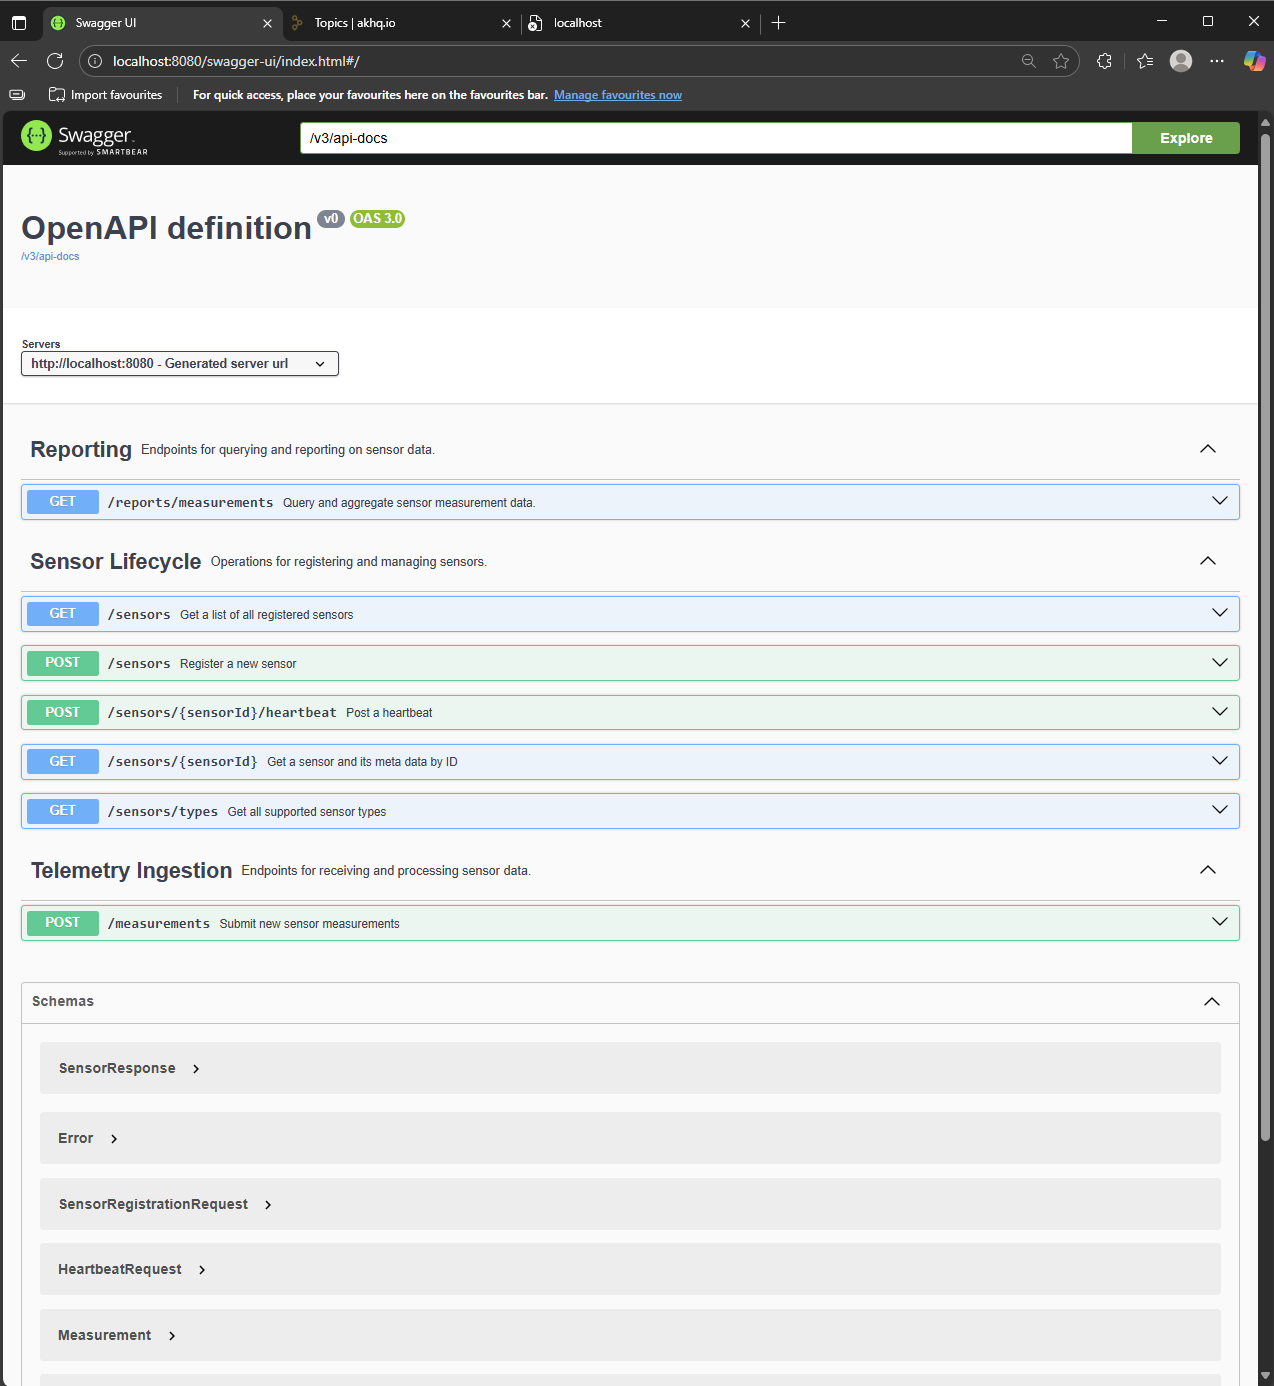 Swagger UI
Topics | akhq.io
localhost
localhost:8080/swagger-ui/index.html#/
Import favourites
For quick access, place your favourites here on the favourites bar. Manage favourites now
Swagger
Supported by SMARTBEAR
/v3/api-docs
Explore
OpenAPI definition v0 OAS 3.0
/v3/api-docs
Servers
http://localhost:8080 - Generated server url
Reporting Endpoints for querying and reporting on sensor data.
GET /reports/measurements Query and aggregate sensor measurement data.
Sensor Lifecycle Operations for registering and managing sensors.
GET /sensors Get a list of all registered sensors
POST /sensors Register a new sensor
POST /sensors/{sensorId}/heartbeat Post a heartbeat
GET /sensors/{sensorId} Get a sensor and its meta data by ID
GET /sensors/types Get all supported sensor types
Telemetry Ingestion Endpoints for receiving and processing sensor data.
POST /measurements Submit new sensor measurements
Schemas
SensorResponse
Error
SensorRegistrationRequest
HeartbeatRequest
Measurement